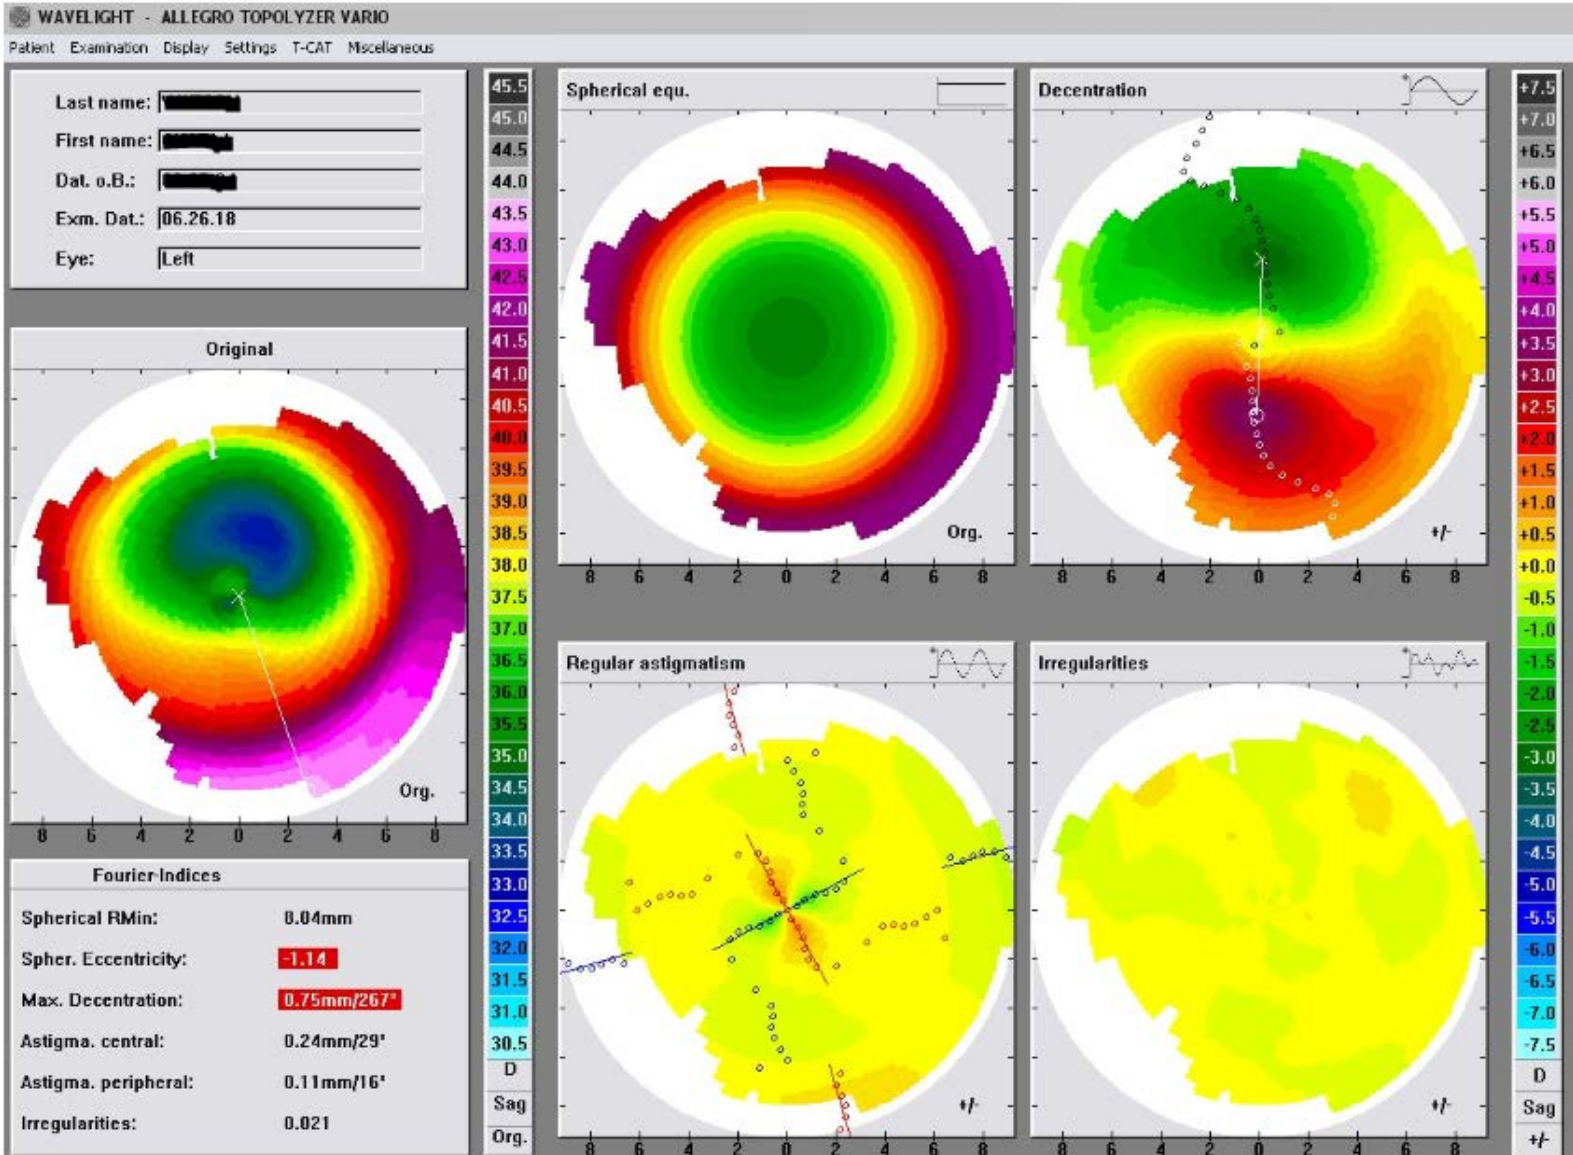 WAVELIGHT - ALLEGRO TOPOLYZER VARIO
Patient Examination Display Settings T-CAT Miscellaneous
Last name:
First name:
Dat. o.B.:
Exm. Dat.: 06.26.18
Eye: Left
Original
Org.
8 6 4 2 0 2 4 6 8
Fourier-Indices
Spherical RMin: 8.04mm
Spher. Eccentricity: -1.14
Max. Decentration: 0.75mm/267°
Astigma. central: 0.24mm/29°
Astigma. peripheral: 0.11mm/16°
Irregularities: 0.021
45.5
45.0
44.5
44.0
43.5
43.0
42.5
42.0
41.5
41.0
40.5
40.0
39.5
39.0
38.5
38.0
37.5
37.0
36.5
36.0
35.5
35.0
34.5
34.0
33.5
33.0
32.5
32.0
31.5
31.0
30.5
D
Sag
Org.
Spherical equ.
Org.
8 6 4 2 0 2 4 6 8
Decentration
+/-
8 6 4 2 0 2 4 6 8
Regular astigmatism
+/-
8 6 4 2 0 2 4 6 8
Irregularities
+/-
8 6 4 2 0 2 4 6 8
+7.5
+7.0
+6.5
+6.0
+5.5
+5.0
+4.5
+4.0
+3.5
+3.0
+2.5
+2.0
+1.5
+1.0
+0.5
+0.0
-0.5
-1.0
-1.5
-2.0
-2.5
-3.0
-3.5
-4.0
-4.5
-5.0
-5.5
-6.0
-6.5
-7.0
-7.5
D
Sag
+/-